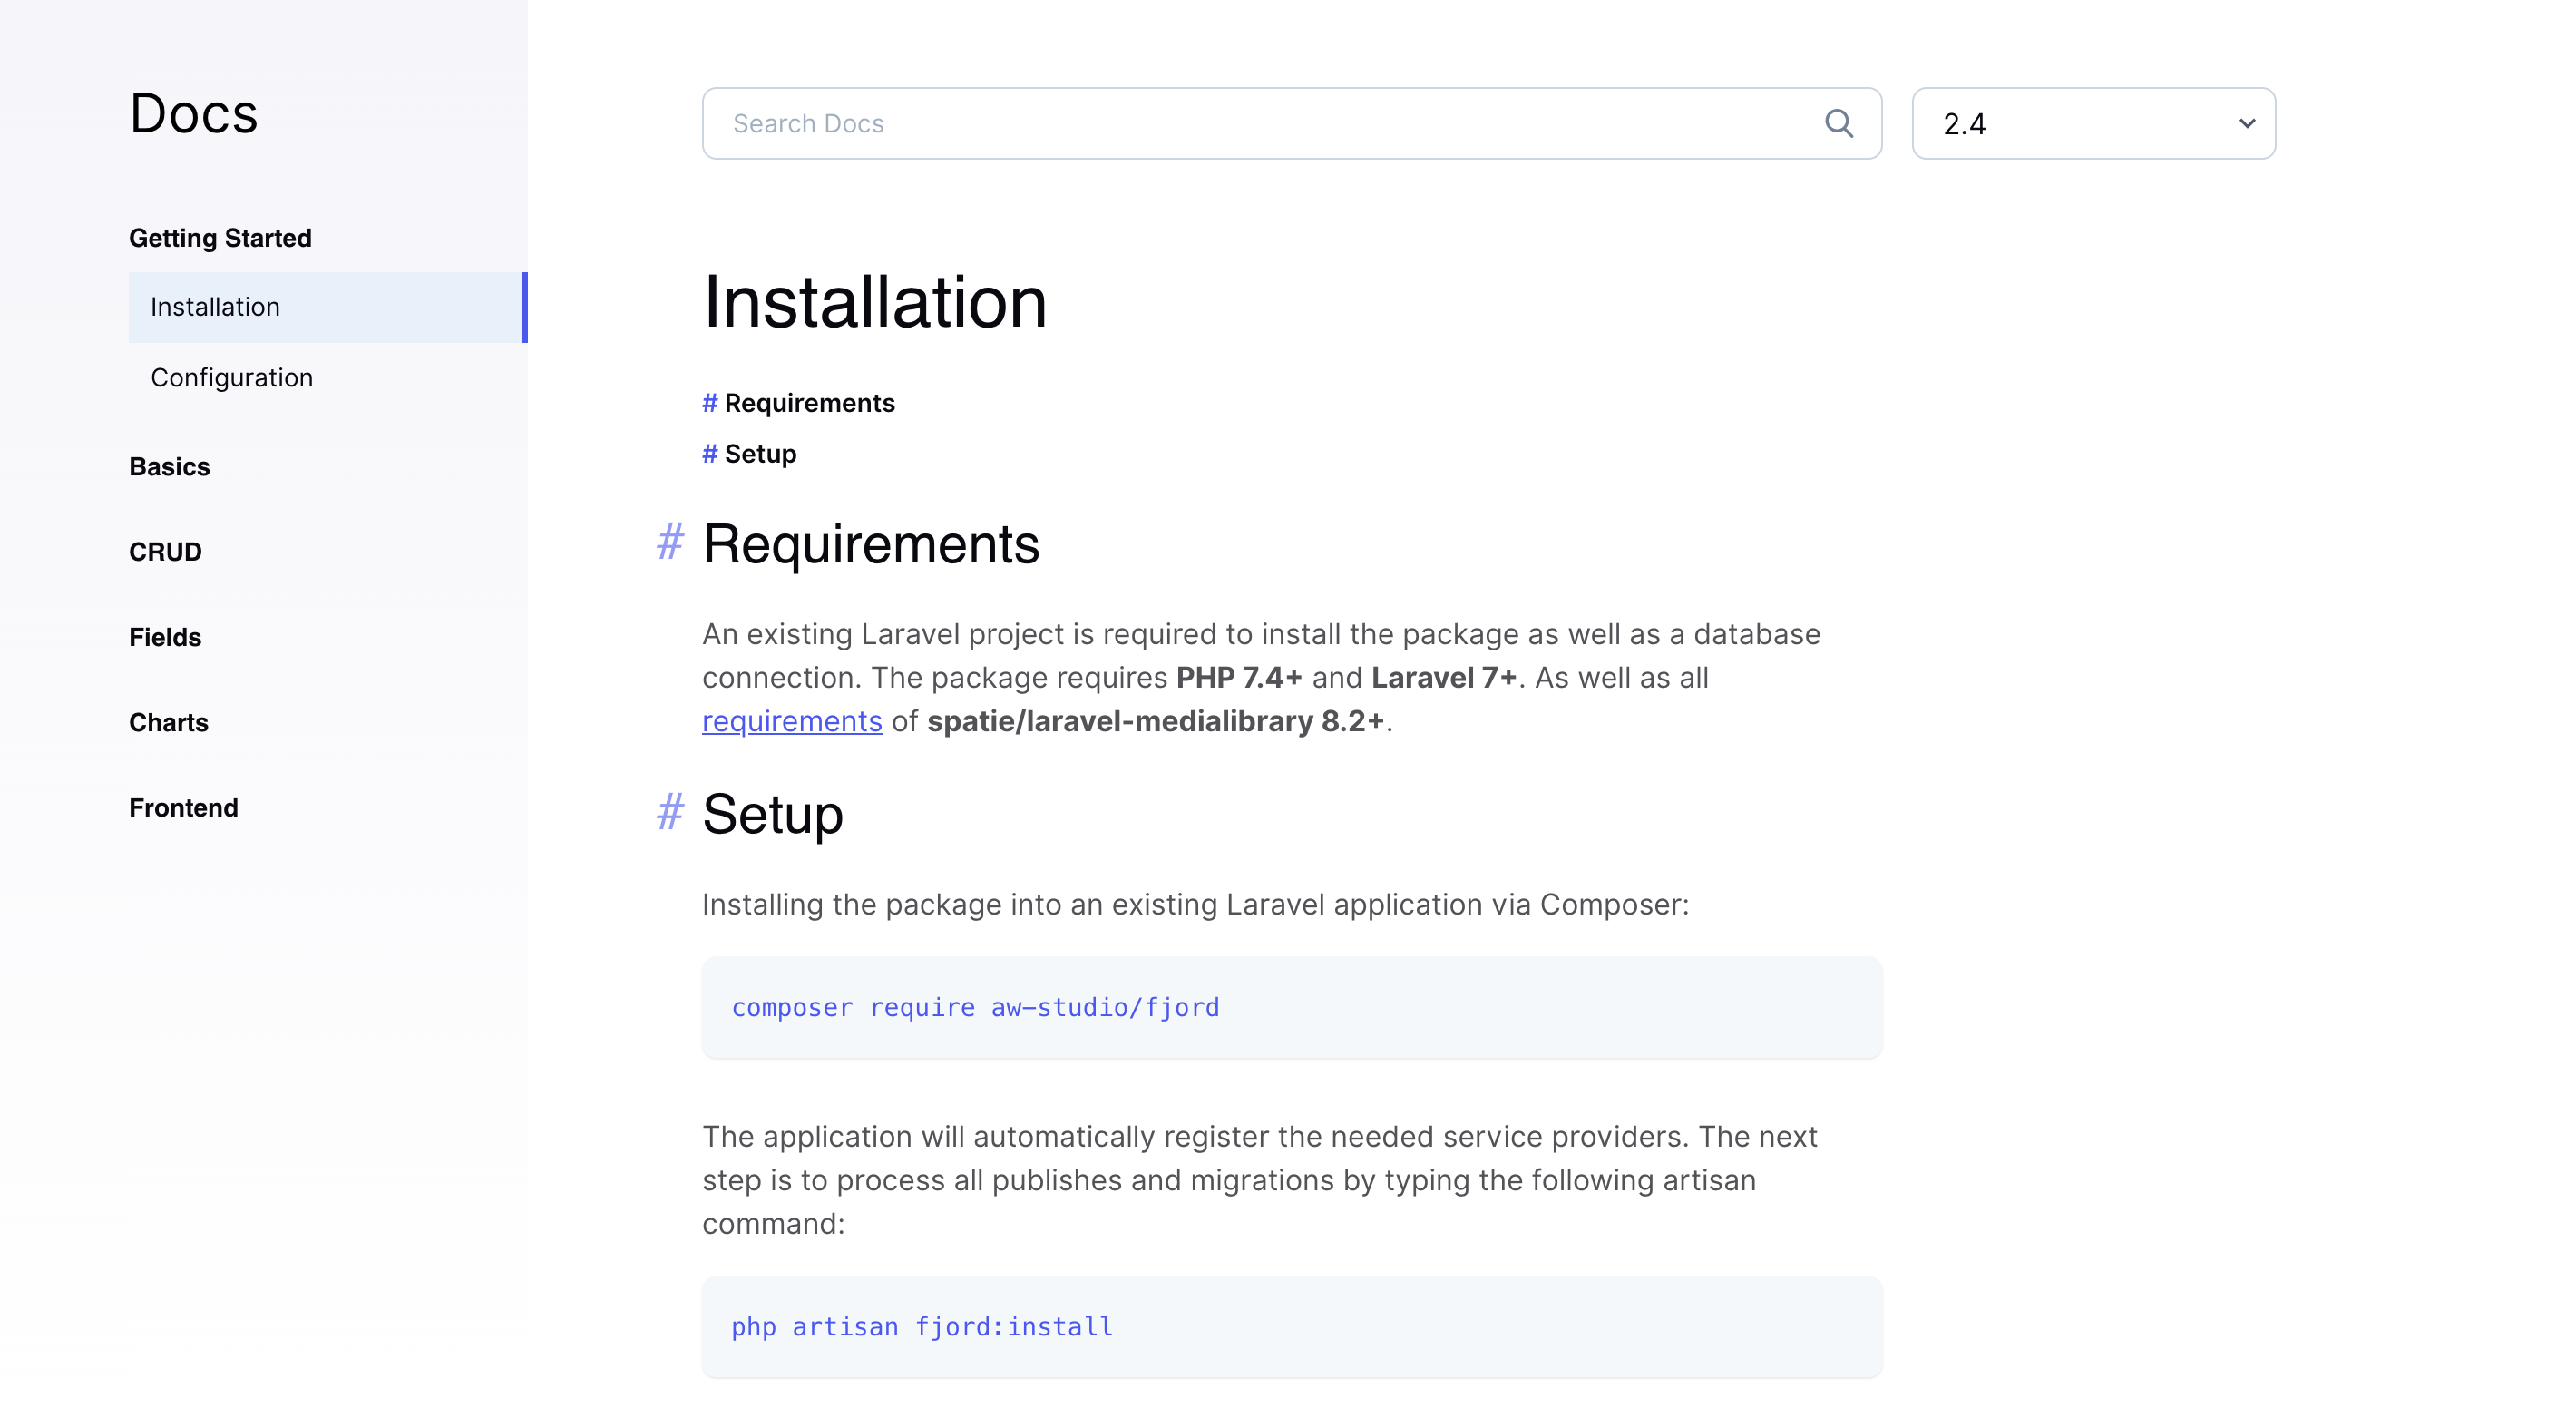 Docs
Getting Started
Installation
Configuration
Basics
CRUD
Fields
Charts
Frontend
Search Docs
2.4
Installation
# Requirements
# Setup
# Requirements
An existing Laravel project is required to install the package as well as a database
connection. The package requires PHP 7.4+ and Laravel 7+. As well as all
requirements of spatie/laravel-medialibrary 8.2+.
# Setup
Installing the package into an existing Laravel application via Composer:
composer require aw-studio/fjord
The application will automatically register the needed service providers. The next
step is to process all publishes and migrations by typing the following artisan
command:
php artisan fjord:install